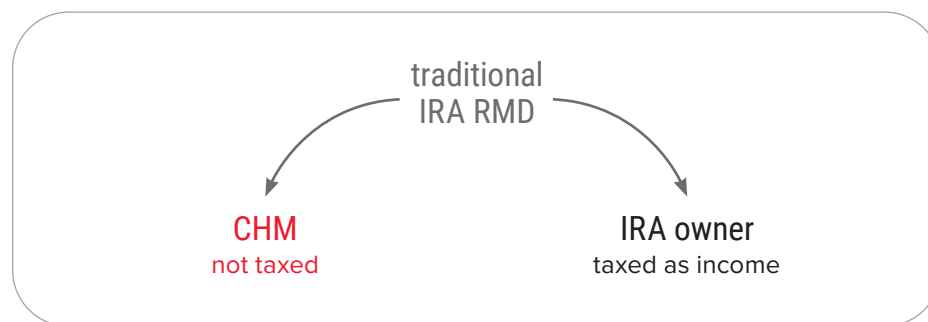 traditional
IRA RMD
CHM
not taxed
IRA owner
taxed as income